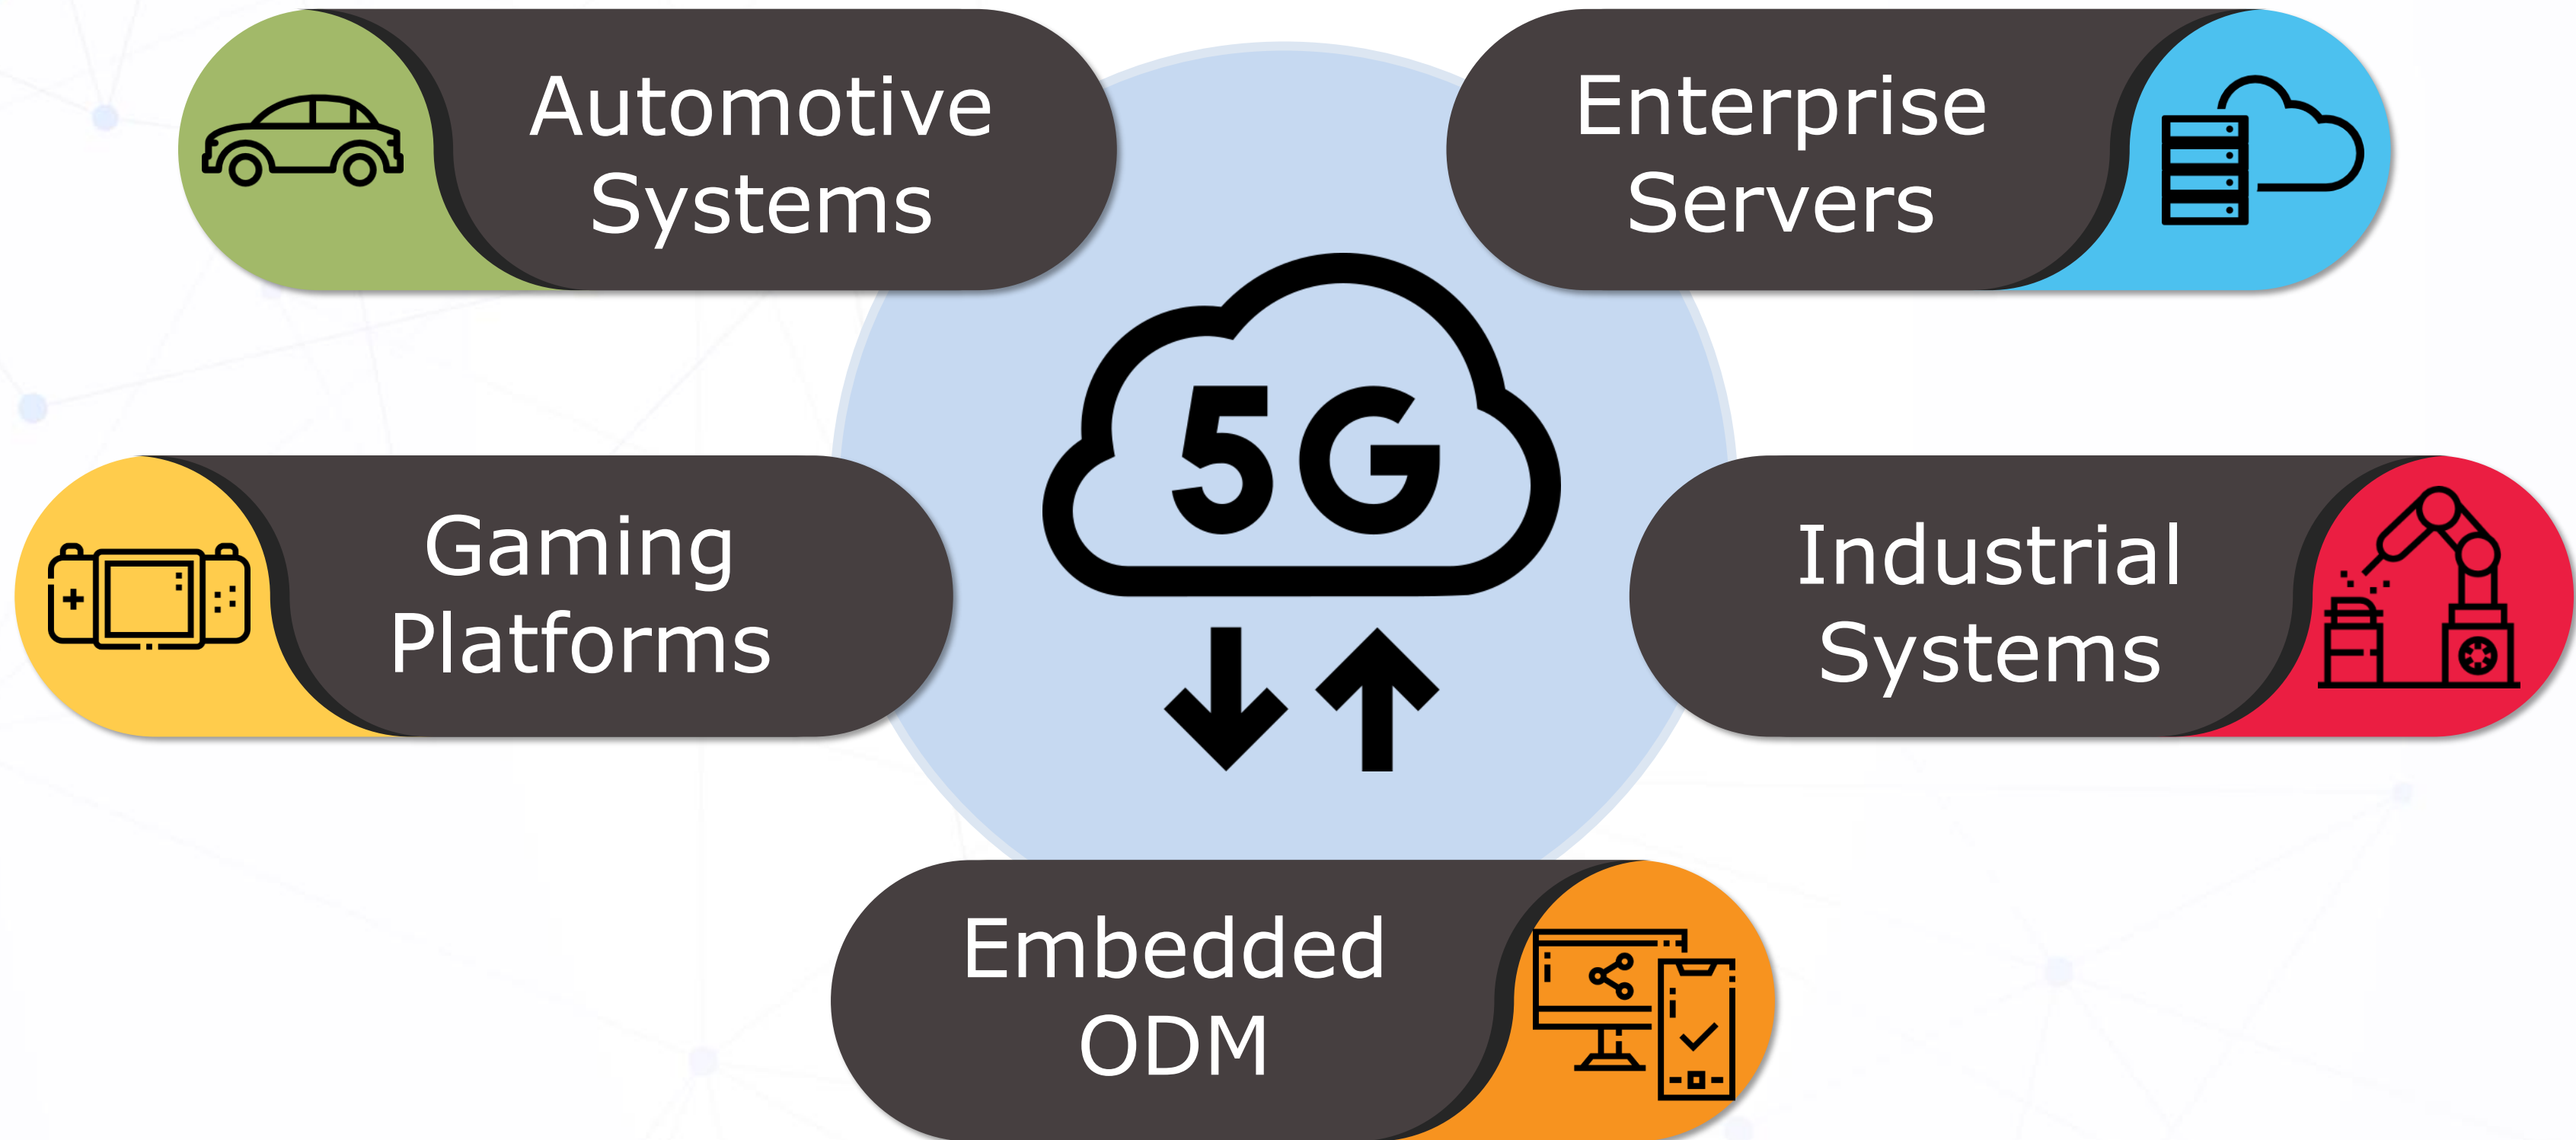 Automotive
Systems
Enterprise
Servers
5G
Gaming
Platforms
Industrial
Systems
Embedded
ODM